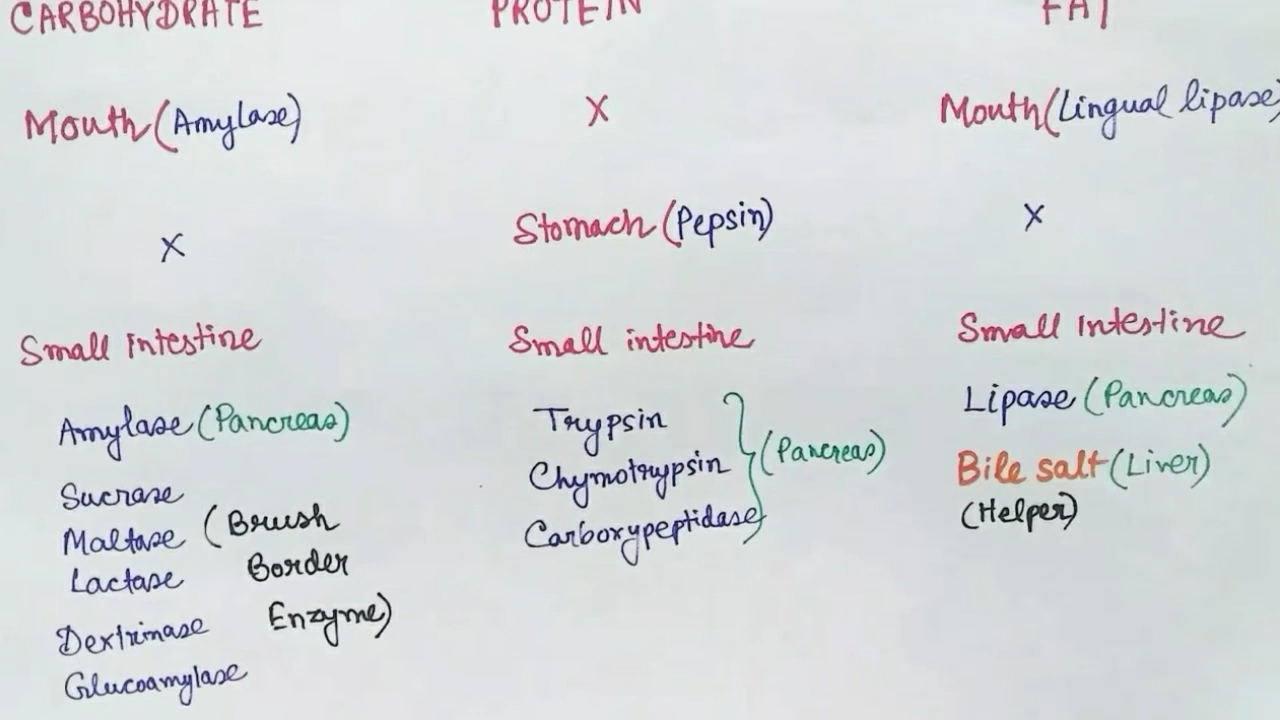 CARBOHYDRATE PROTEIN FAT
Mouth (Amylase) X Mouth (Lingual lipase)
X Stomach (Pepsin) X
Small intestine Small intestine Small Intestine
Amylase (Pancreas) Trypsin Lipase (Pancreas)
Sucrase Chymotrypsin (Pancreas) Bile salt (Liver)
Maltase (Brush Carboxypeptidase (Helper)
Lactase Border
Dextrinase Enzyme)
Glucoamylase